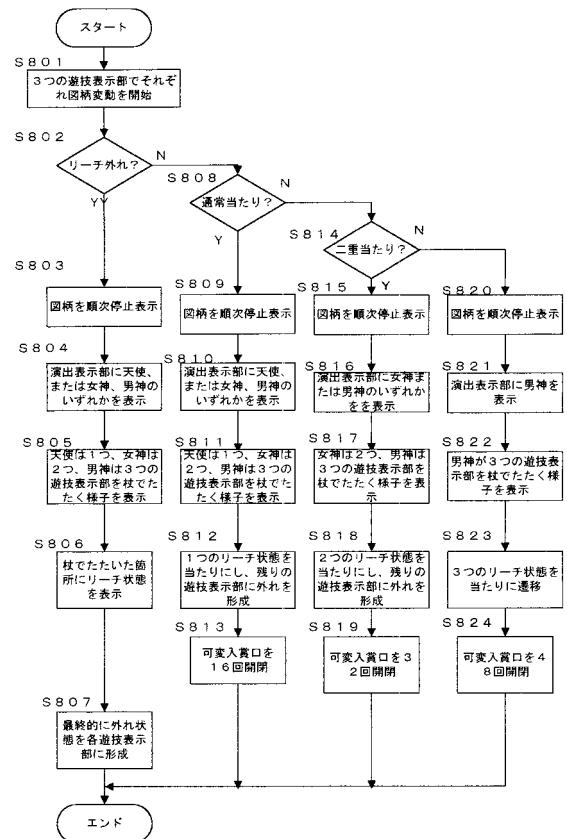 スタート
S801
3つの遊技表示部でそれぞ
れ図柄変動を開始
S802
リーチ外れ?
N
YY
S808
通常当たり?
N
Y
S814
二重当たり?
N
Y
S803
図柄を順次停止表示
S804
演出表示部に天使、
または女神、男神の
いずれかを表示
S805
天使は1つ、女神は
2つ、男神は3つの
遊技表示部を杖でた
たく様子を表示
S806
杖でたたいた箇
所にリーチ状態
を表示
S807
最終的に外れ状
態を各遊技表示
部に形成
S809
図柄を順次停止表示
S810
演出表示部に天使、
または女神、男神の
いずれかを表示
S811
天使は1つ、女神は
2つ、男神は3つの
遊技表示部を杖でた
たく様子を表示
S812
1つのリーチ状態を
当たりにし、残りの
遊技表示部に外れを
形成
S813
可変入賞口を
16回開閉
S815
図柄を順次停止表示
S816
演出表示部に女神ま
たは男神のいずれか
をを表示
S817
女神は2つ、男神は
3つの遊技表示部を
杖でたたく様子を表
示
S818
2つのリーチ状態を
当たりにし、残りの
遊技表示部に外れを
形成
S819
可変入賞口を3
2回開閉
S820
図柄を順次停止表示
S821
演出表示部に男神を
表示
S822
男神が3つの遊技表
示部を杖でたたく様
子を表示
S823
3つのリーチ状態を
当たりに遷移
S824
可変入賞口を4
8回開閉
エンド